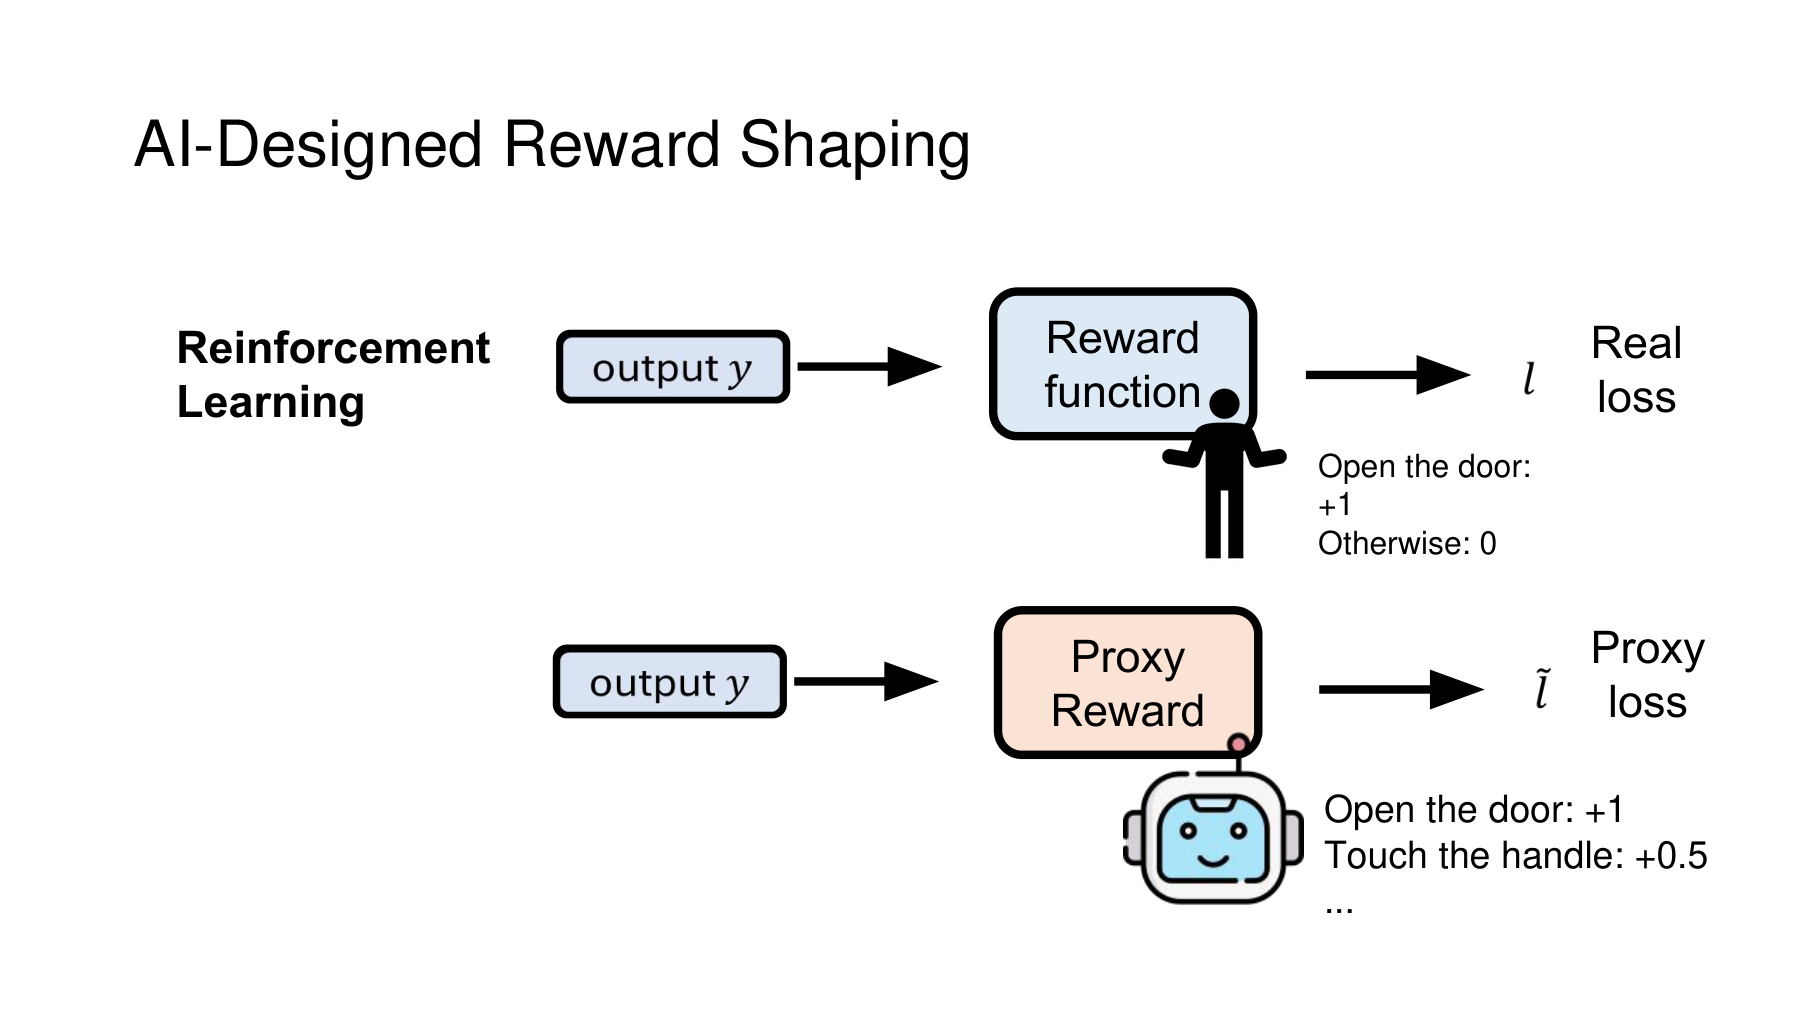 AI-Designed Reward Shaping
Reinforcement
Learning
output y
Reward
function
l
Real
loss
Open the door:
+1
Otherwise: 0
output y
Proxy
Reward
l̃
Proxy
loss
Open the door: +1
Touch the handle: +0.5
...